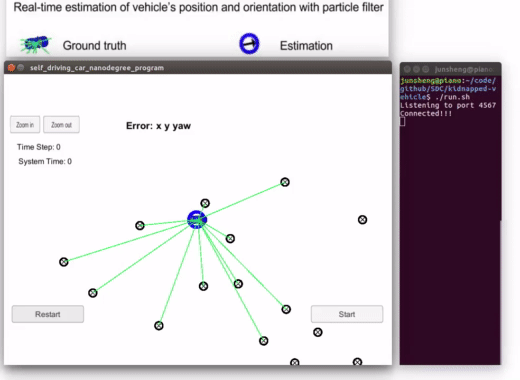 Real-time estimation of vehicle's position and orientation with particle filter
Ground truth
Estimation
self_driving_car_nanodegree_program
Zoom in
Zoom out
Error: x y yaw
Time Step: 0
System Time: 0
Restart
Start
junsheng@piano:
junsheng@piano:~/code/
github/SDC/kidnapped-v
ehicle$ ./run.sh
Listening to port 4567
Connected!!!